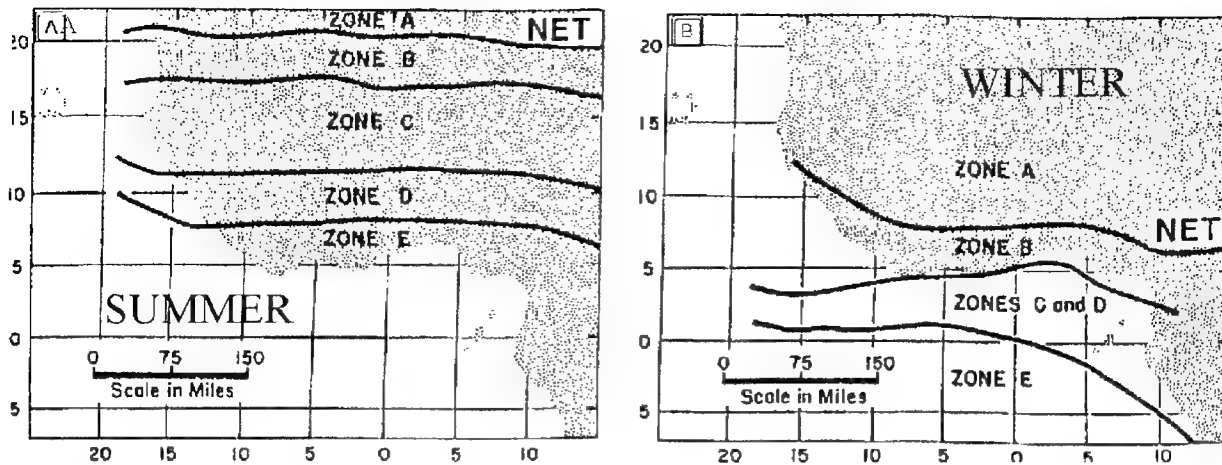 A
ZONE A
NET
20
ZONE B
15
ZONE C
10
ZONE D
ZONE E
5
SUMMER
0
0 75 150
Scale in Miles
5
20 15 10 5 0 5 10
B
20
WINTER
15
ZONE A
10
NET
ZONE B
5
ZONES C and D
0
0 75 150
Scale in Miles
ZONE E
5
20 15 10 5 0 5 10